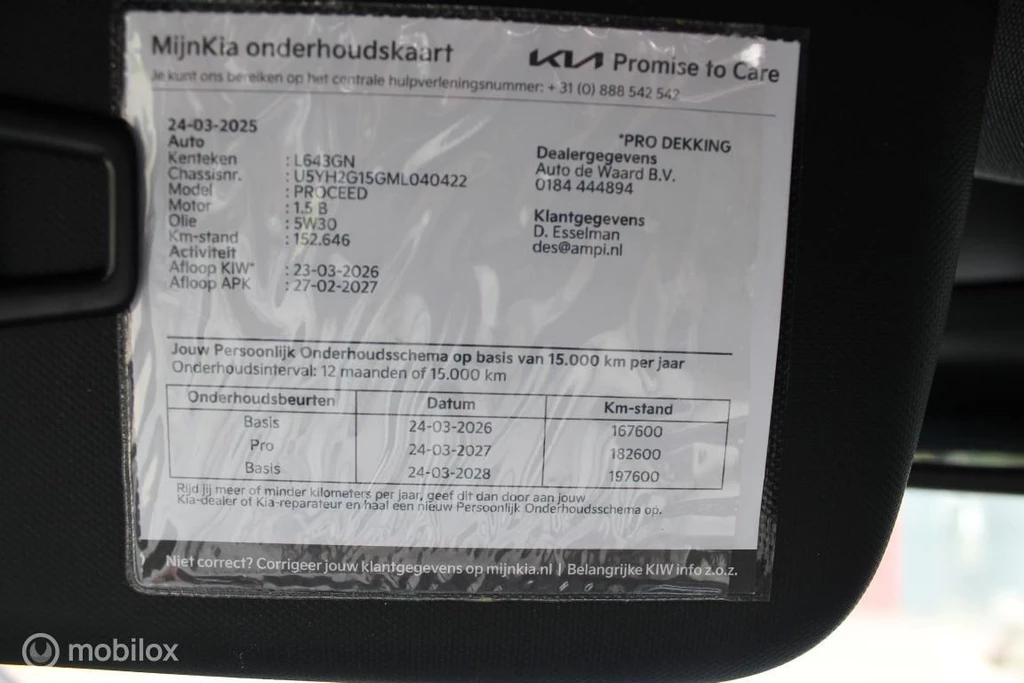 MijnKia onderhoudskaart
KIA Promise to Care
Je kunt ons bereiken op het centrale hulpverleningsnummer: + 31 (0) 888 542 542
24-03-2025
*PRO DEKKING
Auto
Kenteken : L643GN
Chassisnr. : U5YH2G15GML040422
Model : PROCEED
Motor : 1.5 B
Olie : 5W30
Km-stand : 152.646
Activiteit
Afloop KIW* : 23-03-2026
Afloop APK : 27-02-2027
Dealergegevens
Auto de Waard B.V.
0184 444894
Klantgegevens
D. Esselman
des@ampi.nl
Jouw Persoonlijk Onderhoudsschema op basis van 15.000 km per jaar
Onderhoudsinterval: 12 maanden of 15.000 km
Onderhoudsbeurten Datum Km-stand
Basis 24-03-2026 167600
Pro 24-03-2027 182600
Basis 24-03-2028 197600
Rijd jij meer of minder kilometers per jaar, geef dit dan door aan jouw
Kia-dealer of Kia-reparateur en haal een nieuw Persoonlijk Onderhoudsschema op.
Niet correct? Corrigeer jouw klantgegevens op mijnkia.nl | Belangrijke KIW info z.o.z.
mobilox